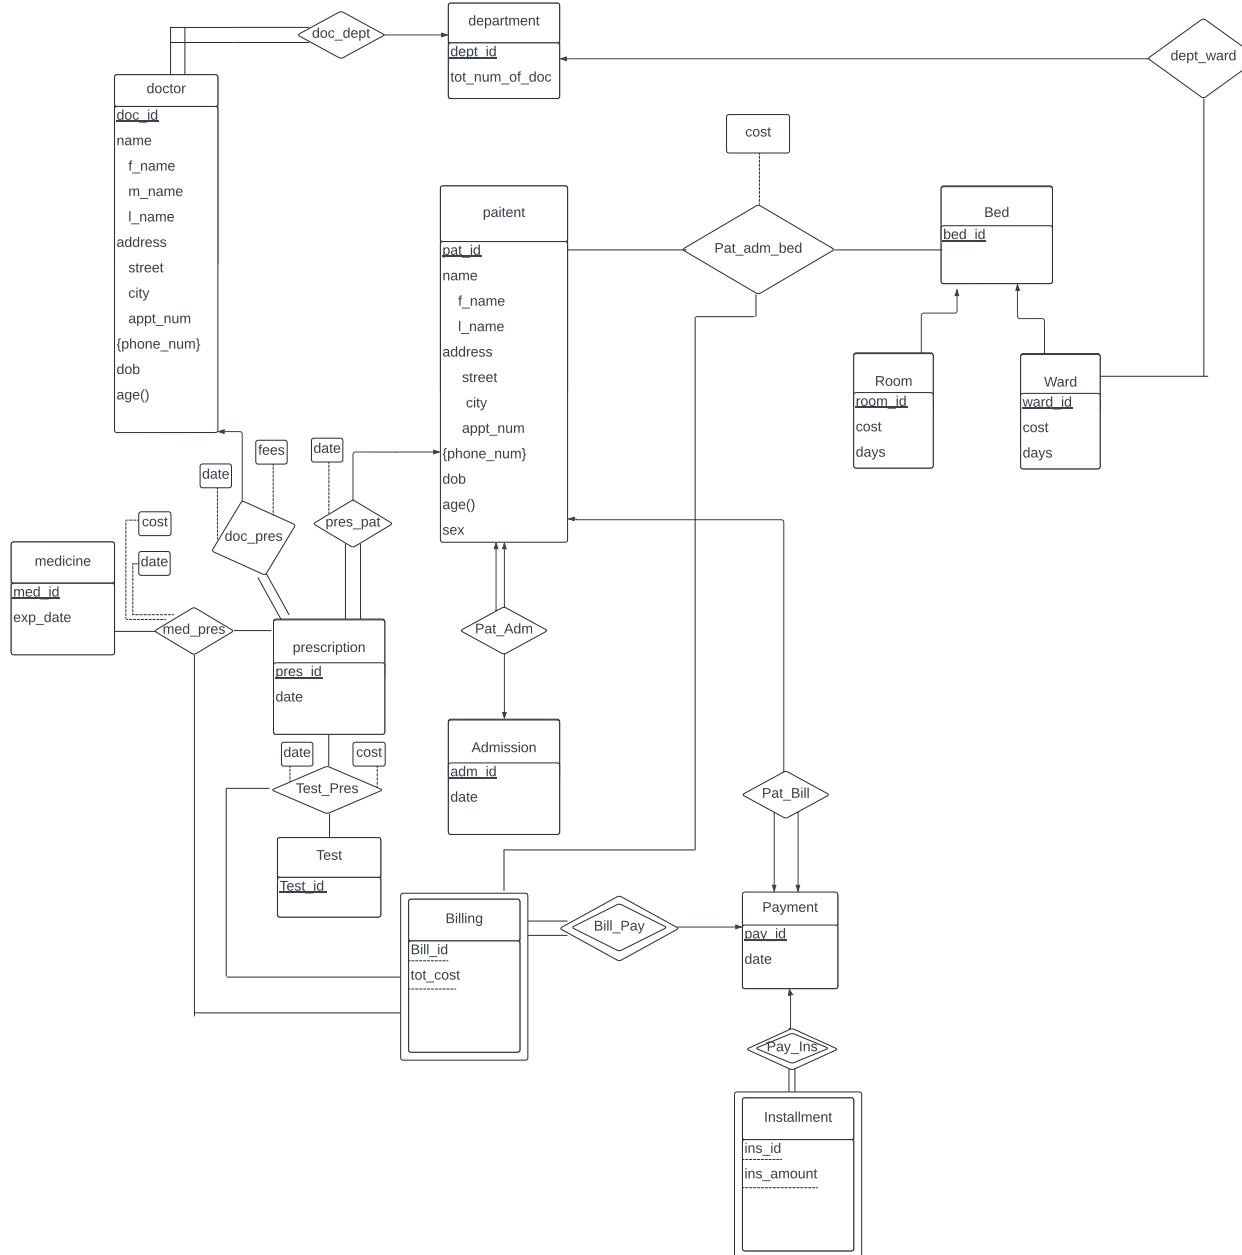 doc_dept
department
dept_id
tot_num_of_doc
dept_ward
doctor
doc_id
name
f_name
m_name
l_name
address
street
city
appt_num
{phone_num}
dob
age()
cost
paitent
pat_id
name
f_name
l_name
address
street
city
appt_num
{phone_num}
dob
age()
sex
Pat_adm_bed
Bed
bed_id
Room
room_id
cost
days
Ward
ward_id
cost
days
date
fees
date
doc_pres
pres_pat
cost
date
medicine
med_id
exp_date
med_pres
prescription
pres_id
date
Pat_Adm
Admission
adm_id
date
date
cost
Test_Pres
Test
Test_id
Pat_Bill
Billing
Bill_id
tot_cost
Bill_Pay
Payment
pay_id
date
Pay_Ins
Installment
ins_id
ins_amount